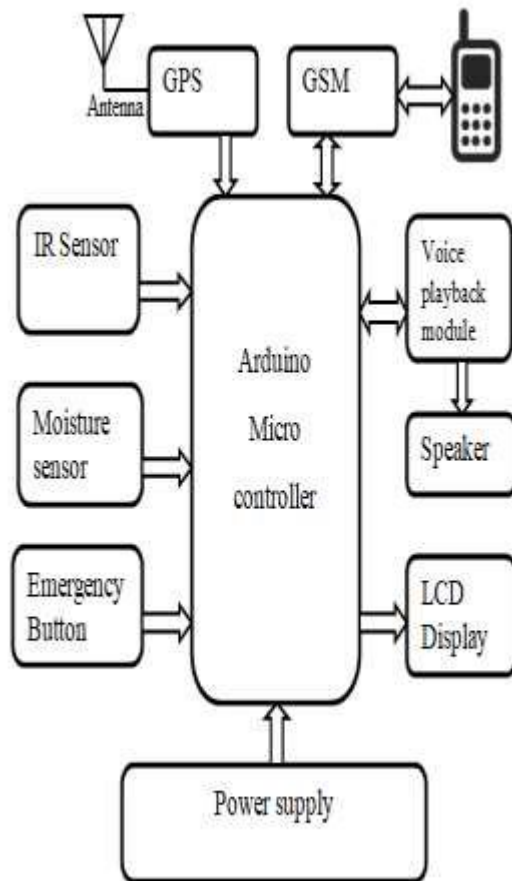 GPS
GSM
Antenna
IR Sensor
Voice
playback
module
Arduino
Micro
controller
Moisture
sensor
Speaker
Emergency
Button
LCD
Display
Power supply